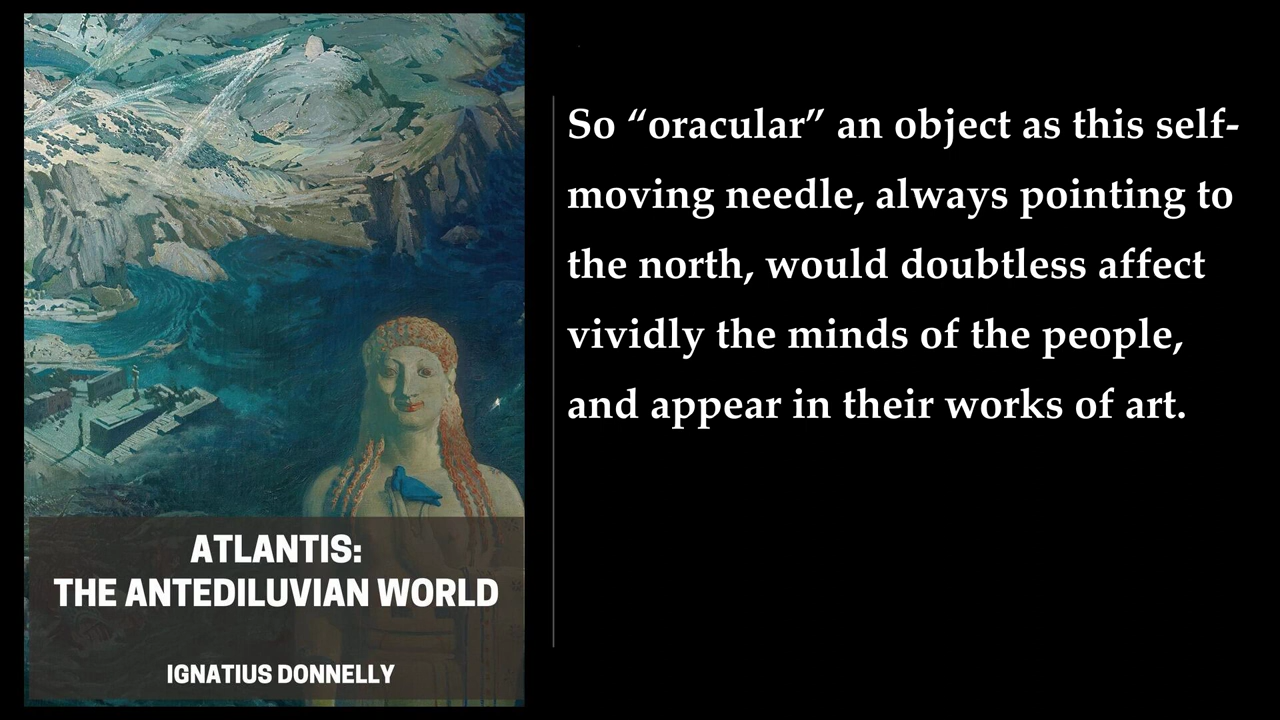 ATLANTIS:
THE ANTEDILUVIAN WORLD
IGNATIUS DONNELLY
So “oracular” an object as this self-
moving needle, always pointing to
the north, would doubtless affect
vividly the minds of the people,
and appear in their works of art.